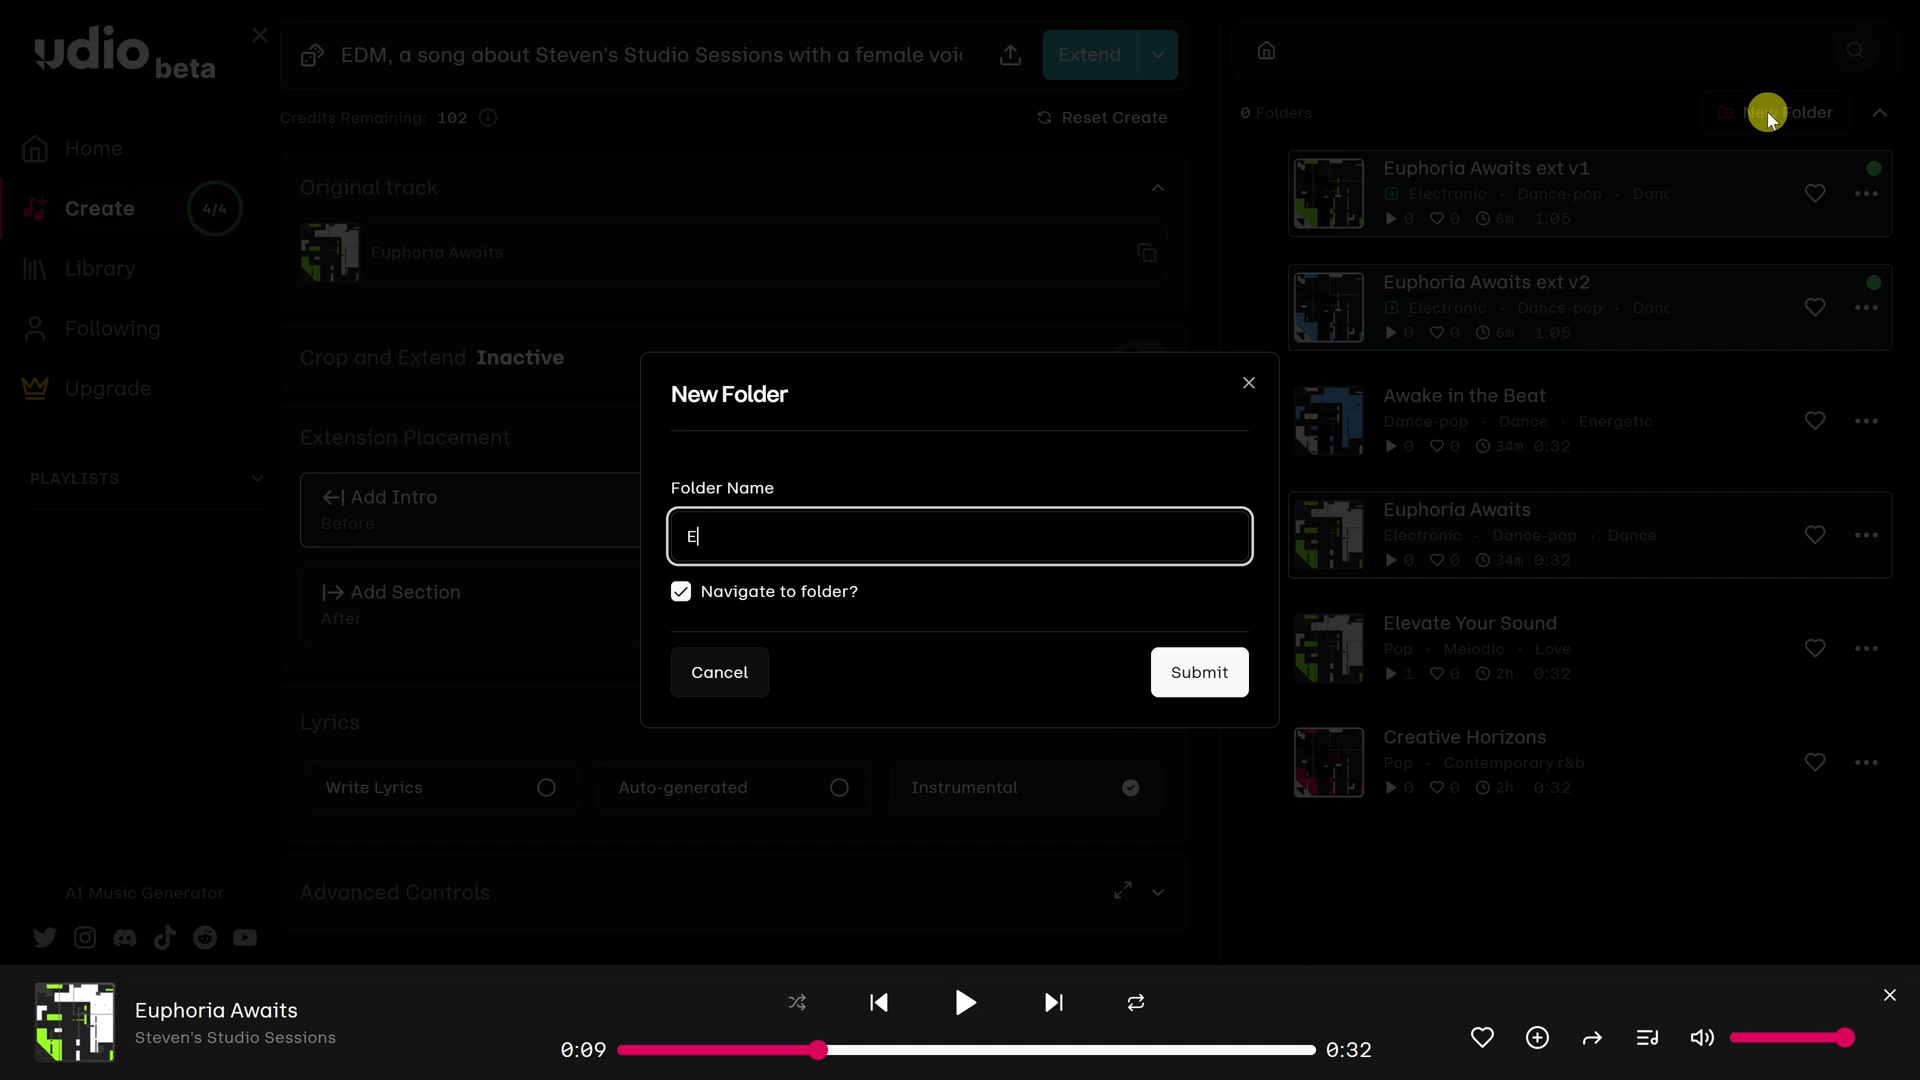 udio beta
EDM, a song about Steven's Studio Sessions with a female voi
Extend
Credits Remaining: 102
Reset Create
0 Folders
New Folder
Home
Create
4/4
Library
Following
Upgrade
PLAYLISTS
Original track
Euphoria Awaits
Crop and Extend Inactive
Extension Placement
Add Intro
Before
Add Section
After
Lyrics
Write Lyrics
Auto-generated
Instrumental
Advanced Controls
New Folder
Folder Name
E
Navigate to folder?
Cancel
Submit
Euphoria Awaits ext v1
Electronic • Dance-pop • Danc
0 0 6m 1:05
Euphoria Awaits ext v2
Electronic • Dance-pop • Danc
0 0 6m 1:05
Awake in the Beat
Dance-pop • Dance • Energetic
0 0 34m 0:32
Euphoria Awaits
Electronic • Dance-pop • Dance
0 0 34m 0:32
Elevate Your Sound
Pop • Melodic • Love
1 0 2h 0:32
Creative Horizons
Pop • Contemporary r&b
0 0 2h 0:32
AI Music Generator
Euphoria Awaits
Steven's Studio Sessions
0:09
0:32